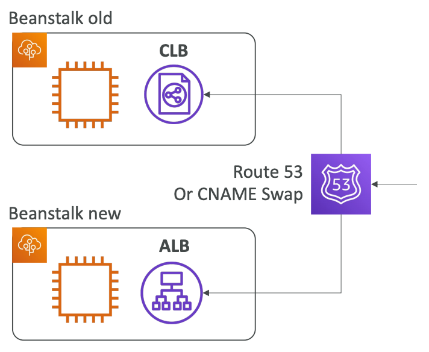 Beanstalk old
CLB
Route 53
Or CNAME Swap
53
Beanstalk new
ALB